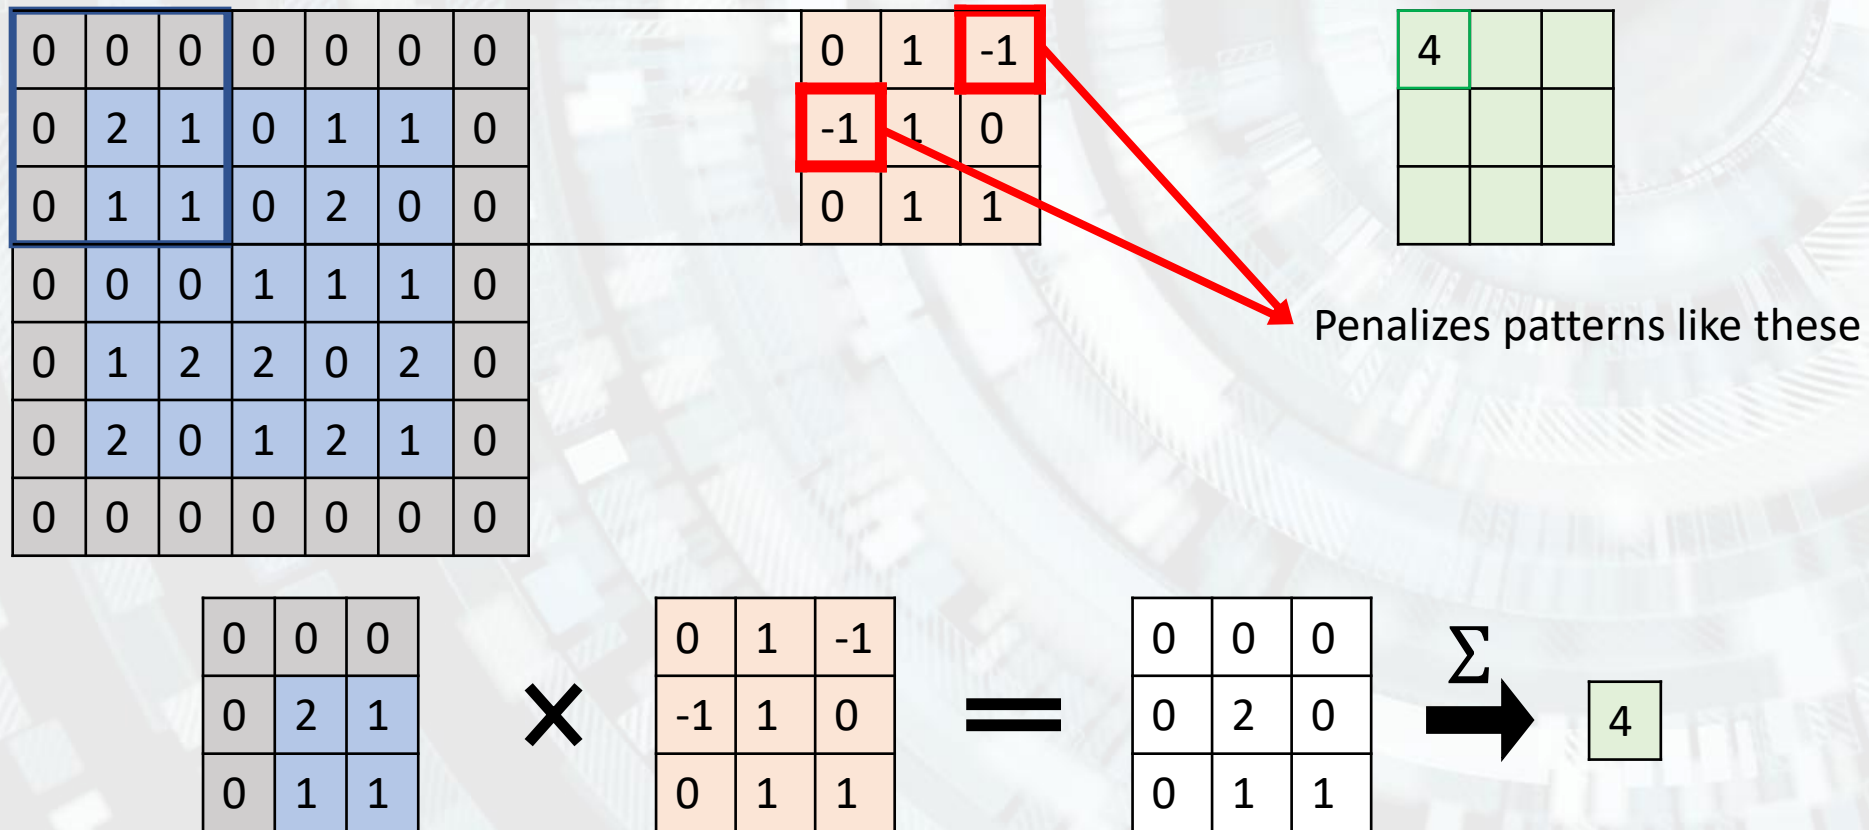 0 0 0 0 0 0 0 0 1 -1 4
0 2 1 0 1 1 0 -1 1 0
0 1 1 0 2 0 0 0 1 1
0 0 0 1 1 1 0
Penalizes patterns like these
0 1 2 2 0 2 0
0 2 0 1 2 1 0
0 0 0 0 0 0 0
0 0 0 0 1 -1 0 0 0 Σ
0 2 1 × -1 1 0 = 0 2 0 4
0 1 1 0 1 1 0 1 1